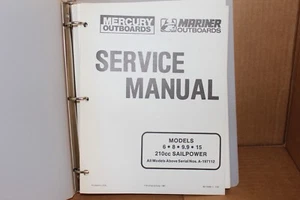 MERCURY
OUTBOARDS
MARINER
OUTBOARDS
SERVICE
MANUAL
MODELS
6 • 8 • 9.9 • 15
210cc SAILPOWER
All Models Above Serial Nos. A-197112